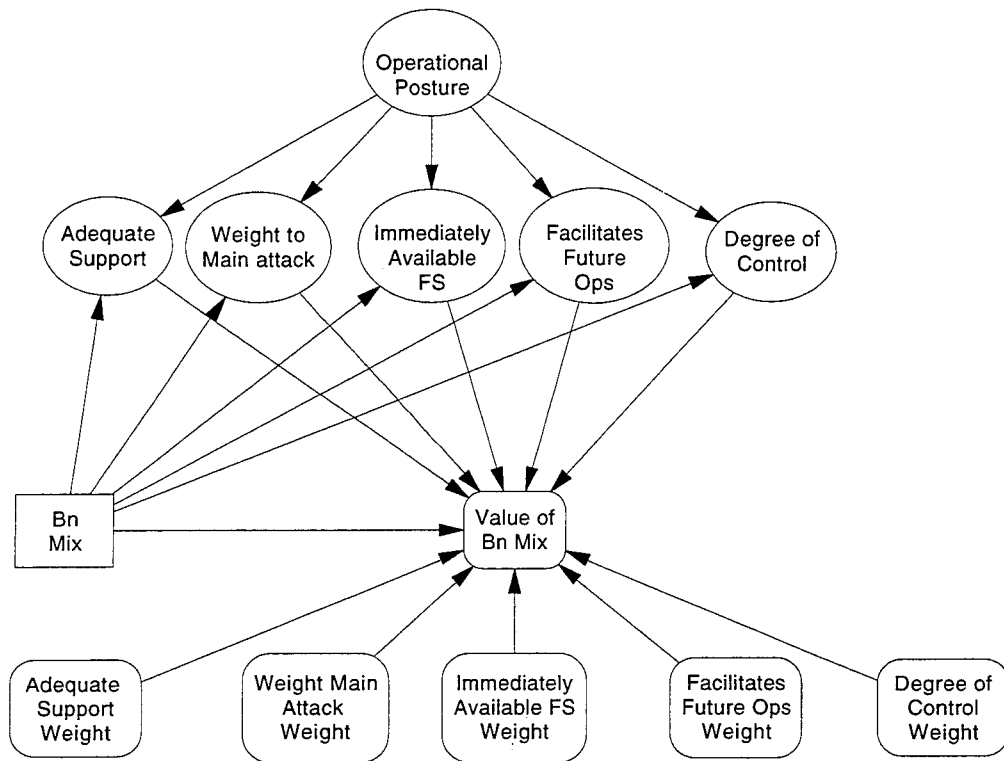 Operational
Posture
Adequate
Support
Weight to
Main attack
Immediately
Available
FS
Facilitates
Future
Ops
Degree of
Control
Bn
Mix
Value of
Bn Mix
Adequate
Support
Weight
Weight Main
Attack
Weight
Immediately
Available FS
Weight
Facilitates
Future Ops
Weight
Degree of
Control
Weight